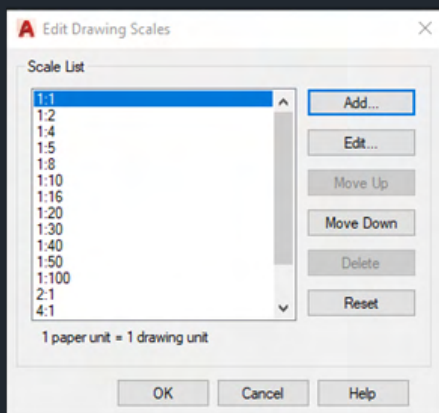 Edit Drawing Scales
Scale List
1:1
1:2
1:4
1:5
1:8
1:10
1:16
1:20
1:30
1:40
1:50
1:100
2:1
4:1
Add...
Edit...
Move Up
Move Down
Delete
Reset
1 paper unit = 1 drawing unit
OK Cancel Help